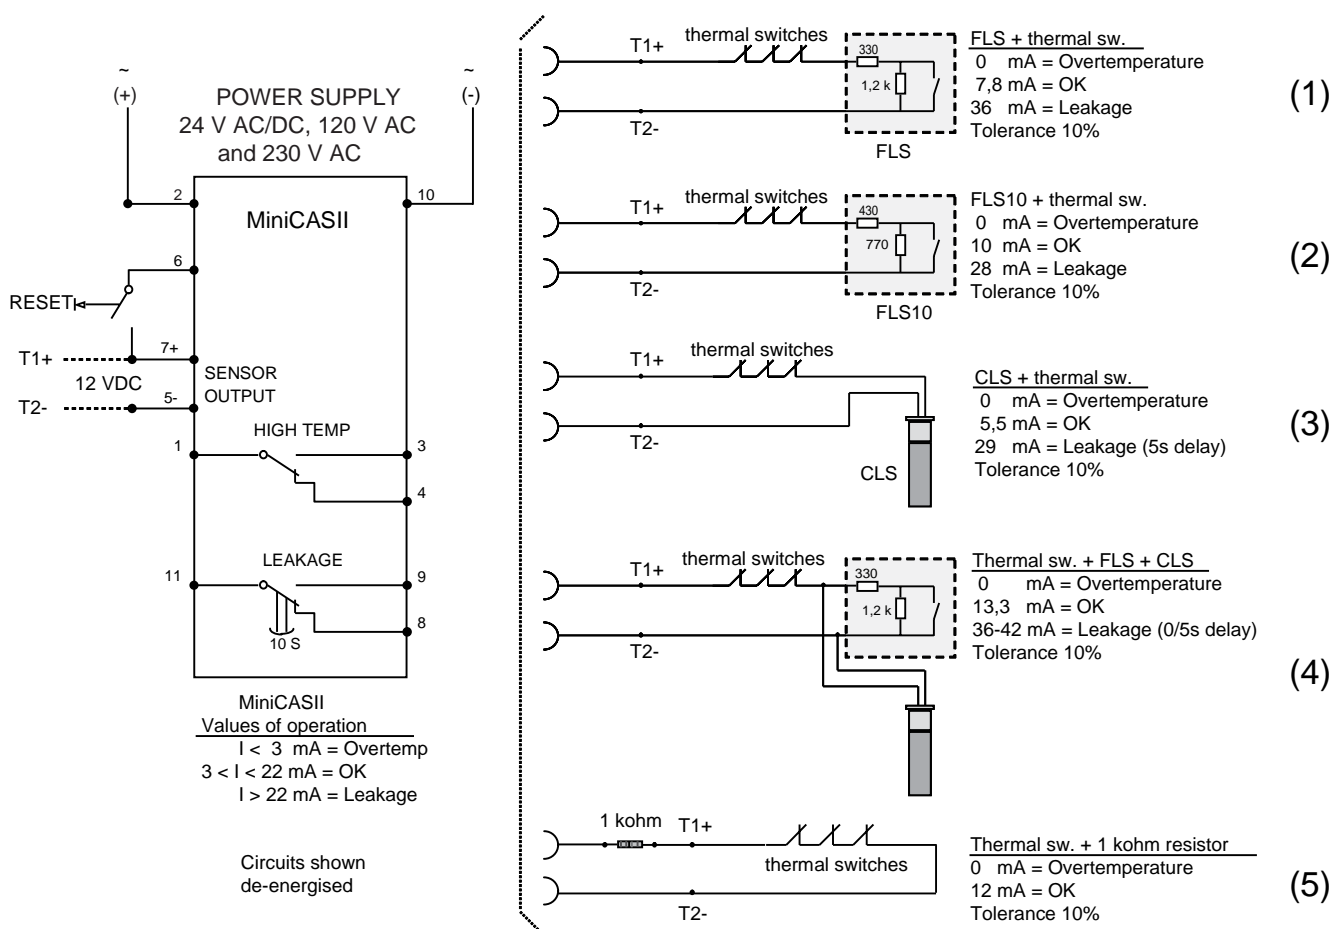 ~
(+)
~
(-)
POWER SUPPLY
24 V AC/DC, 120 V AC
and 230 V AC
2
10
MiniCASII
6
RESET
T1+
7+
12 VDC
SENSOR
OUTPUT
T2-
5-
HIGH TEMP
1
3
4
LEAKAGE
11
9
8
10 S
MiniCASII
Values of operation
I < 3 mA = Overtemp
3 < I < 22 mA = OK
I > 22 mA = Leakage
Circuits shown
de-energised
T1+
thermal switches
330
1,2 k
T2-
FLS
FLS + thermal sw.
0 mA = Overtemperature
7,8 mA = OK
36 mA = Leakage
Tolerance 10%
(1)
T1+
thermal switches
430
770
T2-
FLS10
FLS10 + thermal sw.
0 mA = Overtemperature
10 mA = OK
28 mA = Leakage
Tolerance 10%
(2)
T1+
thermal switches
T2-
CLS
CLS + thermal sw.
0 mA = Overtemperature
5,5 mA = OK
29 mA = Leakage (5s delay)
Tolerance 10%
(3)
T1+
thermal switches
330
1,2 k
T2-
Thermal sw. + FLS + CLS
0 mA = Overtemperature
13,3 mA = OK
36-42 mA = Leakage (0/5s delay)
Tolerance 10%
(4)
1 kohm
T1+
thermal switches
T2-
Thermal sw. + 1 kohm resistor
0 mA = Overtemperature
12 mA = OK
Tolerance 10%
(5)